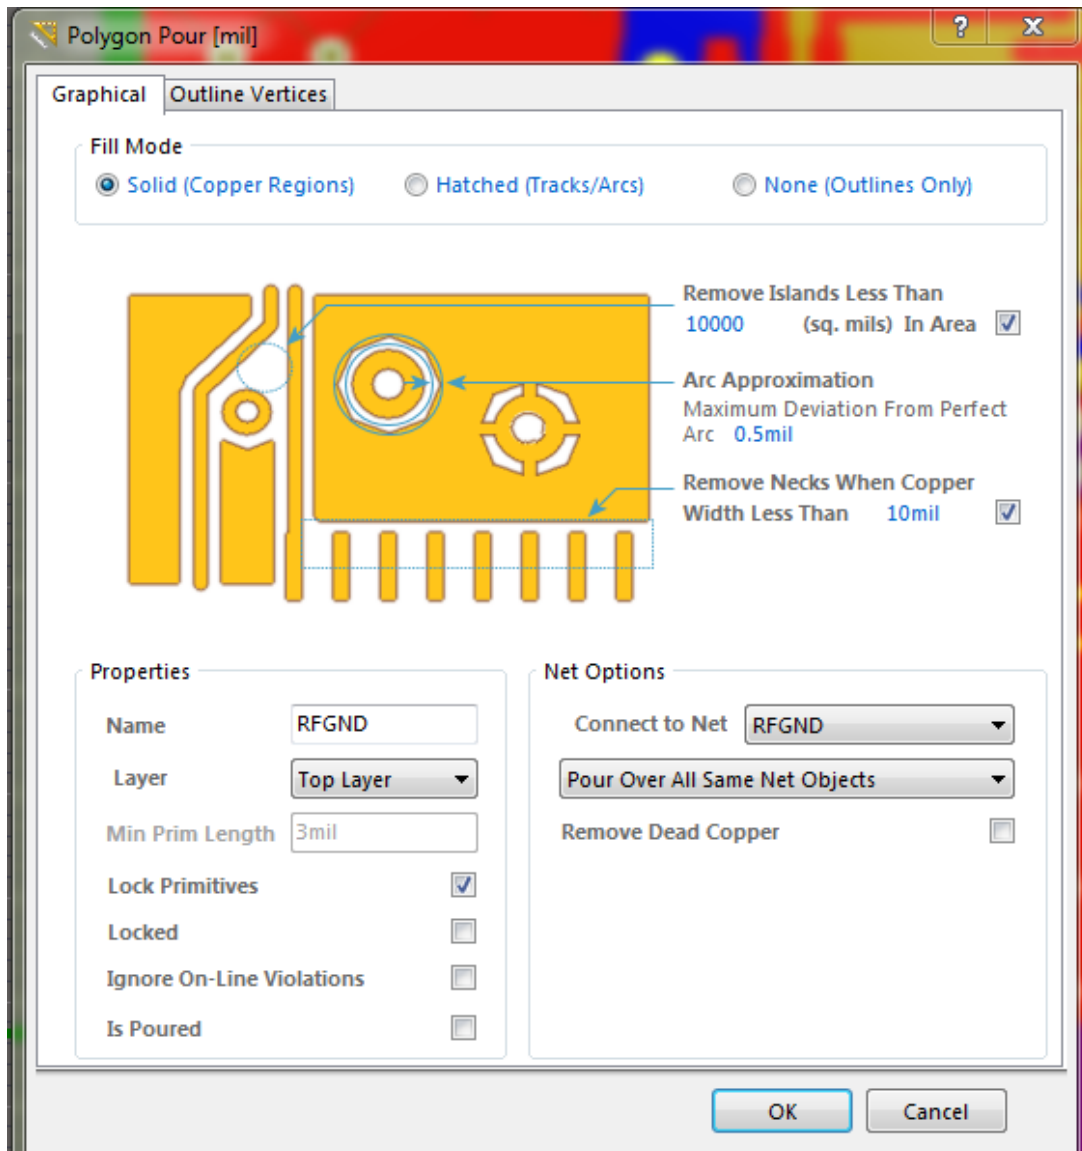 Polygon Pour [mil]
?
Graphical Outline Vertices
Fill Mode
Solid (Copper Regions) Hatched (Tracks/Arcs) None (Outlines Only)
Remove Islands Less Than
10000 (sq. mils) In Area
Arc Approximation
Maximum Deviation From Perfect
Arc 0.5mil
Remove Necks When Copper
Width Less Than 10mil
Properties
Name RFGND
Layer Top Layer
Min Prim Length 3mil
Lock Primitives
Locked
Ignore On-Line Violations
Is Poured
Net Options
Connect to Net RFGND
Pour Over All Same Net Objects
Remove Dead Copper
OK Cancel